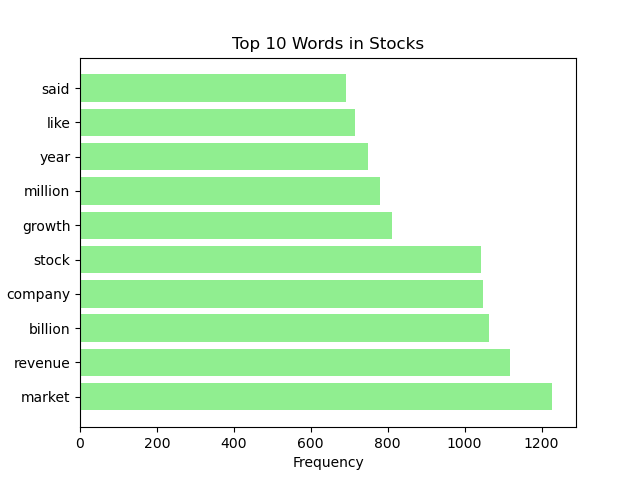 Top 10 Words in Stocks
said
like
year
million
growth
stock
company
billion
revenue
market
0 200 400 600 800 1000 1200
Frequency